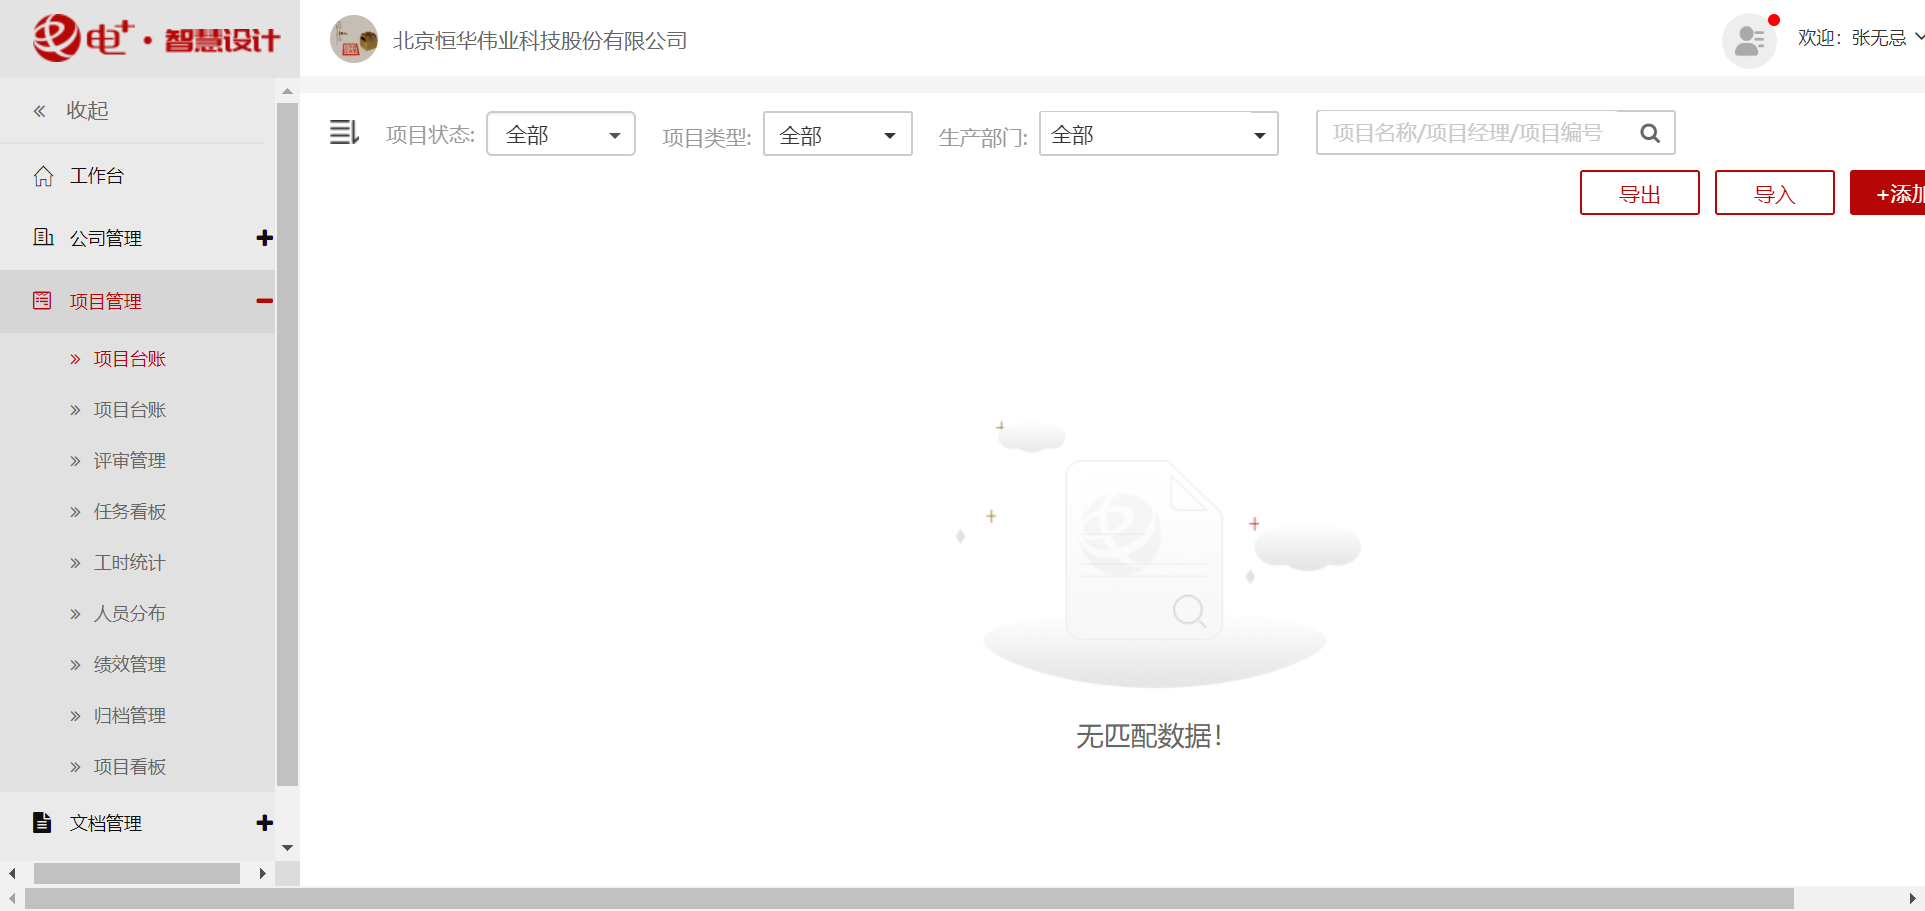 电+·智慧设计
北京恒华伟业科技股份有限公司
欢迎：张无忌
收起
工作台
公司管理
项目管理
项目台账
项目台账
评审管理
任务看板
工时统计
人员分布
绩效管理
归档管理
项目看板
文档管理
项目状态: 全部
项目类型: 全部
生产部门: 全部
项目名称/项目经理/项目编号
导出
导入
+添加
无匹配数据！